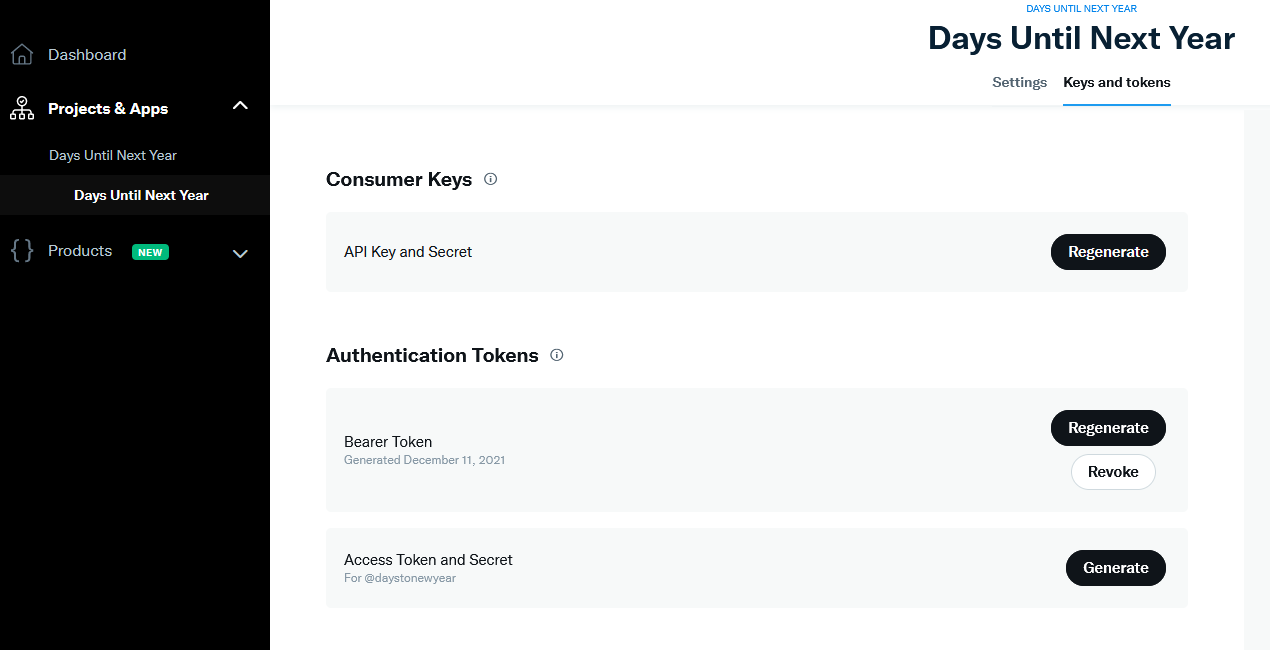 Dashboard
Projects & Apps
Days Until Next Year
Days Until Next Year
Products NEW
DAYS UNTIL NEXT YEAR
Days Until Next Year
Settings Keys and tokens
Consumer Keys
API Key and Secret Regenerate
Authentication Tokens
Bearer Token
Generated December 11, 2021
Regenerate
Revoke
Access Token and Secret
For @daystonewyear
Generate